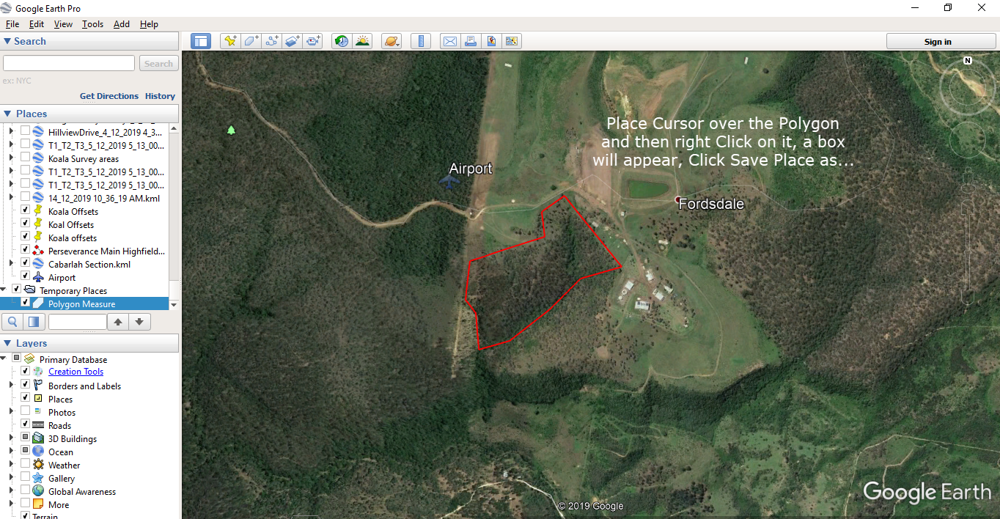 Google Earth Pro
File Edit View Tools Add Help
Search
Sign in
Search
ex: NYC
Get Directions History
Places
HillviewDrive_4_12_2019 4_3...
T1_T2_T3_5_12_2019 5_13_00...
Koala Survey areas
T1_T2_T3_5_12_2019 5_13_00...
T1_T2_T3_5_12_2019 5_13_00...
14_12_2019 10_36_19 AM.kml
Koala Offsets
Koal Offsets
Koala offsets
Perseverance Main Highfield...
Cabarlah Section.kml
Airport
Temporary Places
Polygon Measure
Layers
Primary Database
Creation Tools
Borders and Labels
Places
Photos
Roads
3D Buildings
Ocean
Weather
Gallery
Global Awareness
More
Terrain
N
Place Cursor over the Polygon
and then right Click on it, a box
will appear, Click Save Place as...
Airport
Fordsdale
© 2019 Google
Google Earth